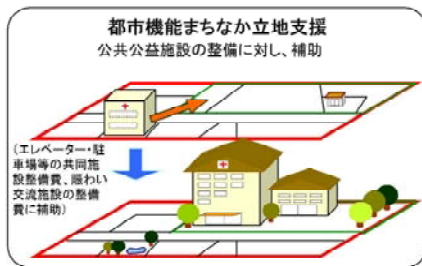 都市機能まちなか立地支援
公共公益施設の整備に対し、補助
(エレベーター・駐
車場等の共同施
設整備費、賑わい
交流施設の整備
費に補助)